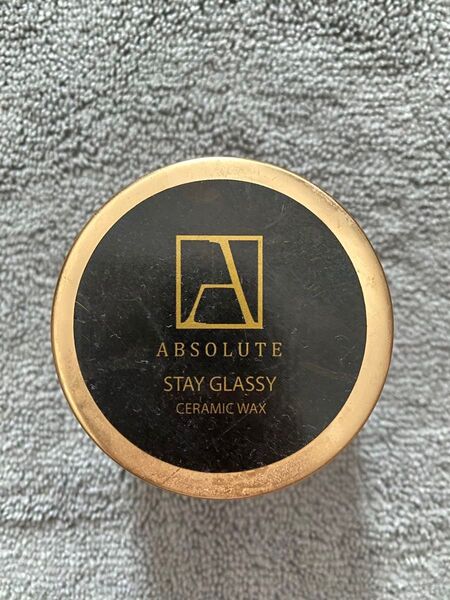 A
ABSOLUTE
STAY GLASSY
CERAMIC WAX